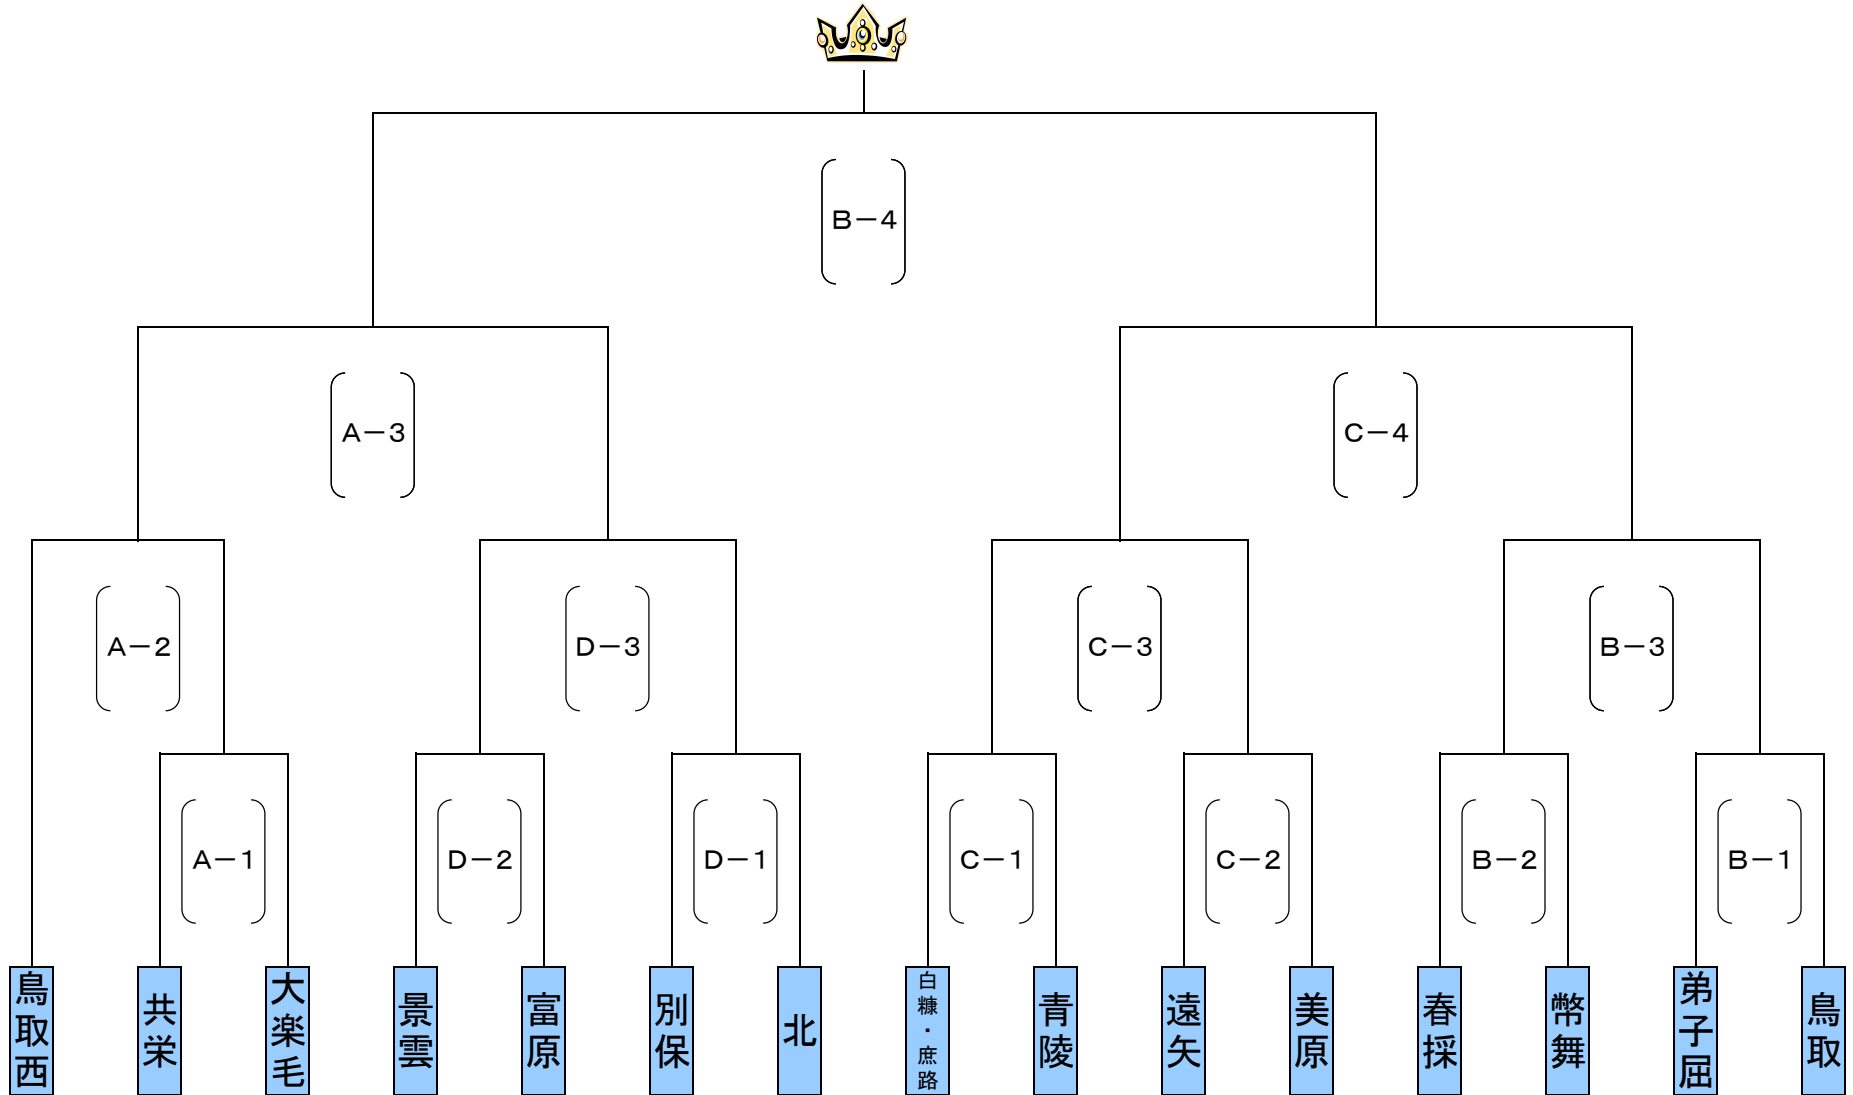 B－4
A－3
C－4
A－2
D－3
C－3
B－3
A－1
D－2
D－1
C－1
C－2
B－2
B－1
鳥取西
共栄
大楽毛
景雲
富原
別保
北
白糠・庶路
青陵
遠矢
美原
春採
幣舞
弟子屈
鳥取